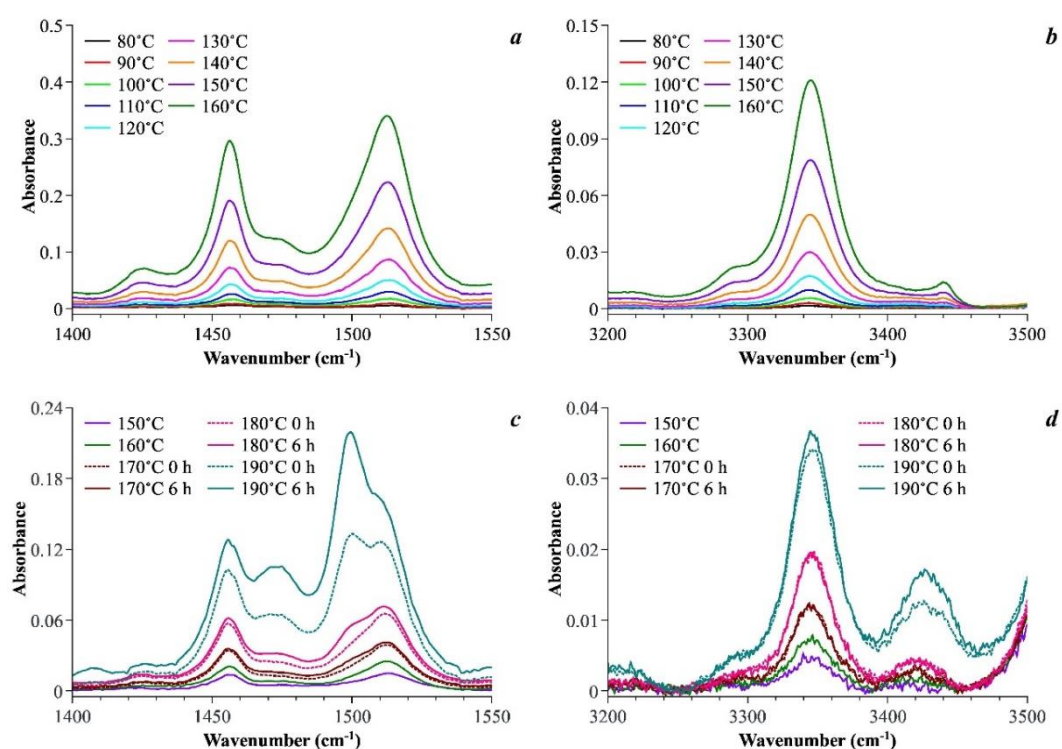 a
0.5
0.4
0.3
0.2
0.1
0
Absorbance
80°C 130°C
90°C 140°C
100°C 150°C
110°C 160°C
120°C
1400 1450 1500 1550
Wavenumber (cm⁻¹)
b
0.15
0.12
0.09
0.06
0.03
0
Absorbance
80°C 130°C
90°C 140°C
100°C 150°C
110°C 160°C
120°C
3200 3300 3400 3500
Wavenumber (cm⁻¹)
c
0.24
0.18
0.12
0.06
0.00
Absorbance
150°C 180°C 0 h
160°C 180°C 6 h
170°C 0 h 190°C 0 h
170°C 6 h 190°C 6 h
1400 1450 1500 1550
Wavenumber (cm⁻¹)
d
0.04
0.03
0.02
0.01
0.00
Absorbance
150°C 180°C 0 h
160°C 180°C 6 h
170°C 0 h 190°C 0 h
170°C 6 h 190°C 6 h
3200 3300 3400 3500
Wavenumber (cm⁻¹)